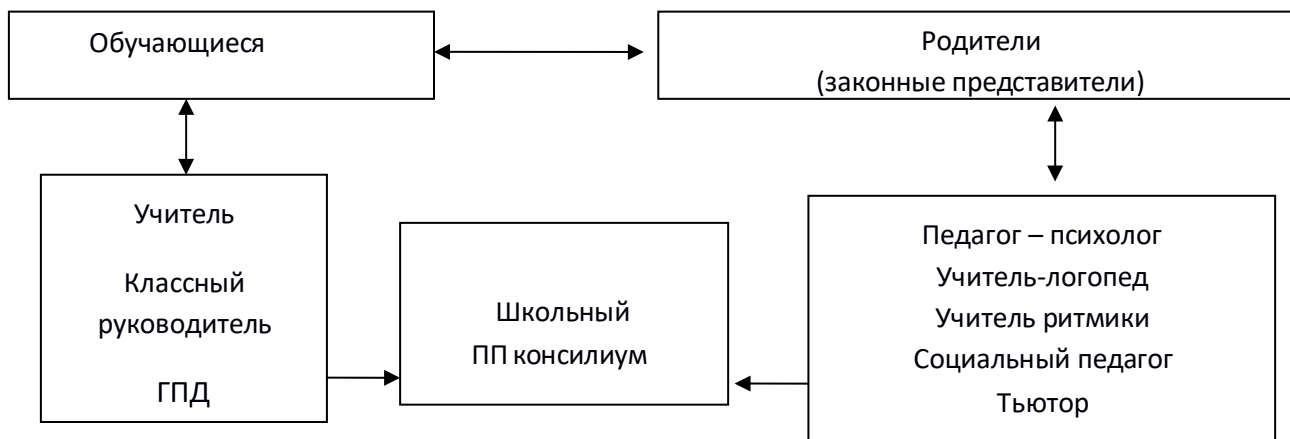 Обучающиеся
Родители
(законные представители)
Учитель
Классный
руководитель
ГПД
Школьный
ПП консилиум
Педагог – психолог
Учитель-логопед
Учитель ритмики
Социальный педагог
Тьютор